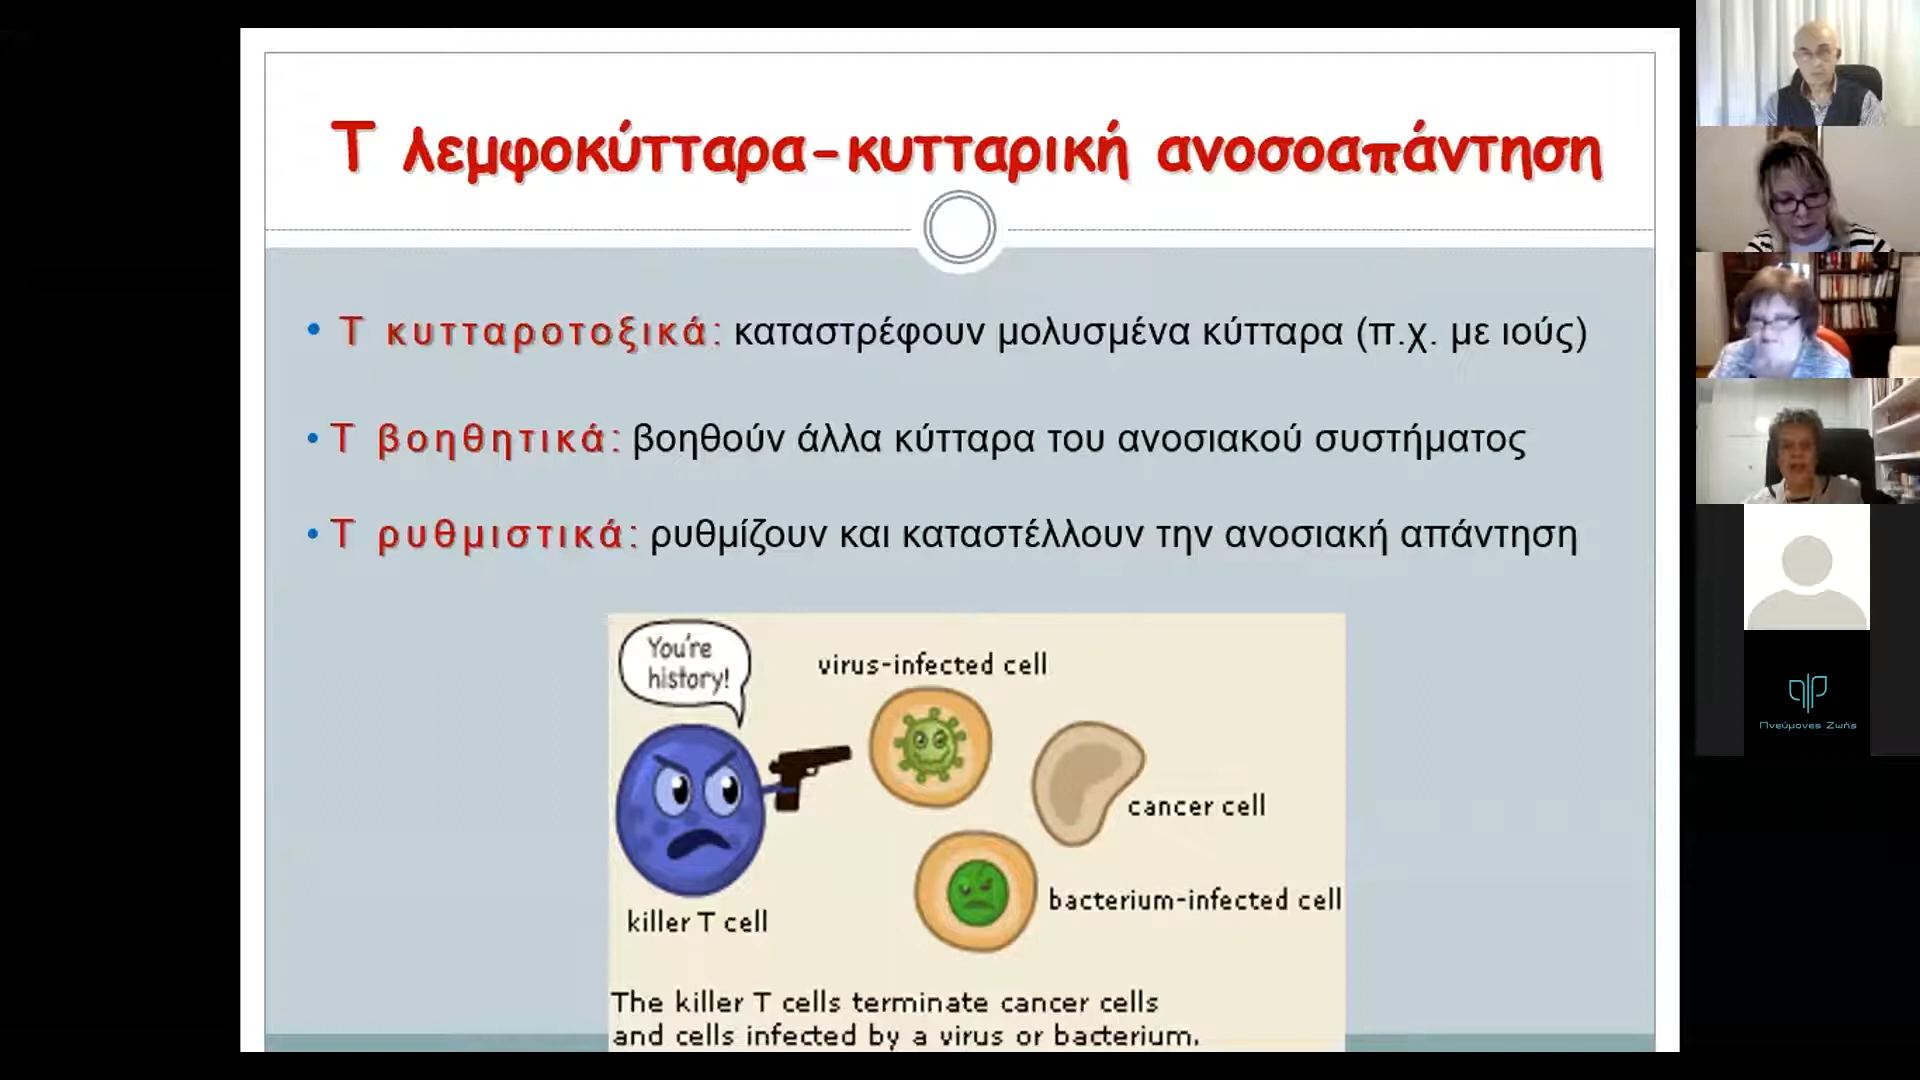 Τ λεμφοκύτταρα-κυτταρική ανοσοαπάντηση
• Τ κυτταροτοξικά: καταστρέφουν μολυσμένα κύτταρα (π.χ. με ιούς)
• Τ βοηθητικά: βοηθούν άλλα κύτταρα του ανοσιακού συστήματος
• Τ ρυθμιστικά: ρυθμίζουν και καταστέλλουν την ανοσιακή απάντηση
You're
history!
virus-infected cell
cancer cell
bacterium-infected cell
killer T cell
The killer T cells terminate cancer cells
and cells infected by a virus or bacterium.
Πνεύμονες Ζωής